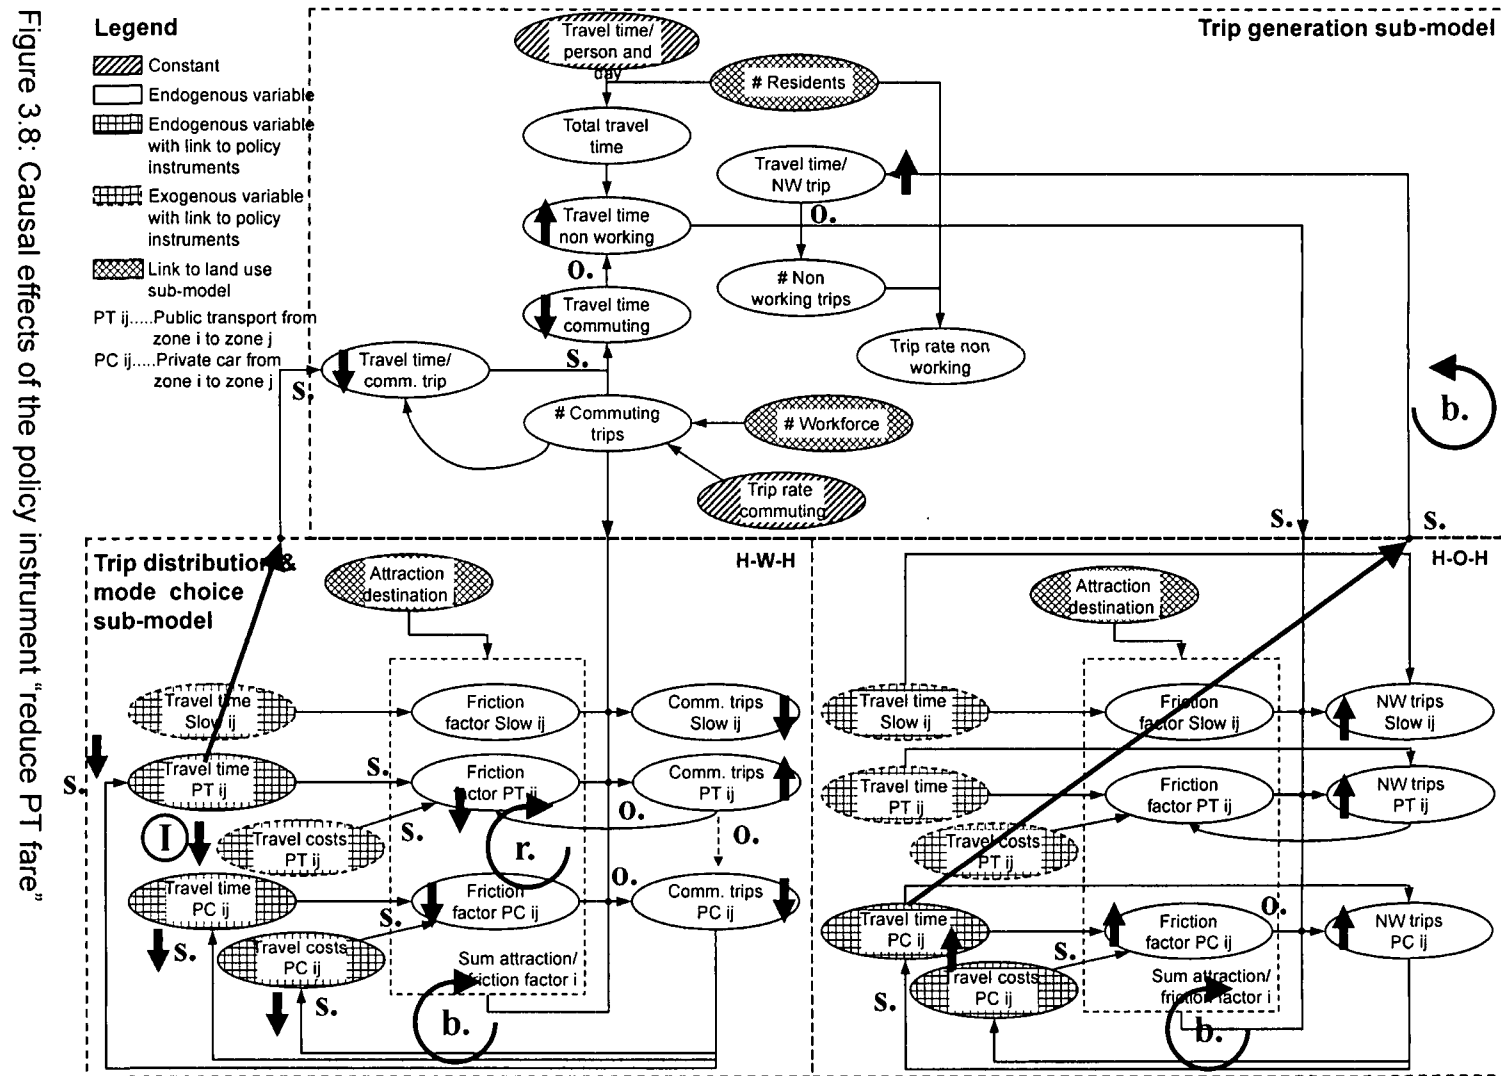 Figure 3.8: Causal effects of the policy instrument "reduce PT fare"
Legend
Constant
Endogenous variable
Endogenous variable
with link to policy
instruments
Exogenous variable
with link to policy
instruments
Link to land use
sub-model
PT ij.....Public transport from
zone i to zone j
PC ij.....Private car from
zone i to zone j
Trip generation sub-model
Travel time/
person and
day
# Residents
Total travel
time
Travel time/
NW trip
o.
Travel time
non working
o.
# Non
working trips
Travel time
commuting
s.
Trip rate non
working
Travel time/
comm. trip
s.
# Commuting
trips
# Workforce
Trip rate
commuting
b.
s.
s.
Trip distribution &
mode choice
sub-model
H-W-H
Attraction
destination
Travel time
Slow ij
Friction
factor Slow ij
Comm. trips
Slow ij
s.
Travel time
PT ij
s.
Friction
factor PT ij
Comm. trips
PT ij
o.
o.
I
Travel costs
PT ij
s.
r.
Travel time
PC ij
s.
Friction
factor PC ij
o.
Comm. trips
PC ij
s.
Travel costs
PC ij
s.
Sum attraction/
friction factor i
b.
H-O-H
Attraction
destination
Travel time
Slow ij
Friction
factor Slow ij
NW trips
Slow ij
Travel time
PT ij
Friction
factor PT ij
NW trips
PT ij
Travel costs
PT ij
Travel time
PC ij
Friction
factor PC ij
o.
NW trips
PC ij
s.
Travel costs
PC ij
s.
Sum attraction/
friction factor i
b.